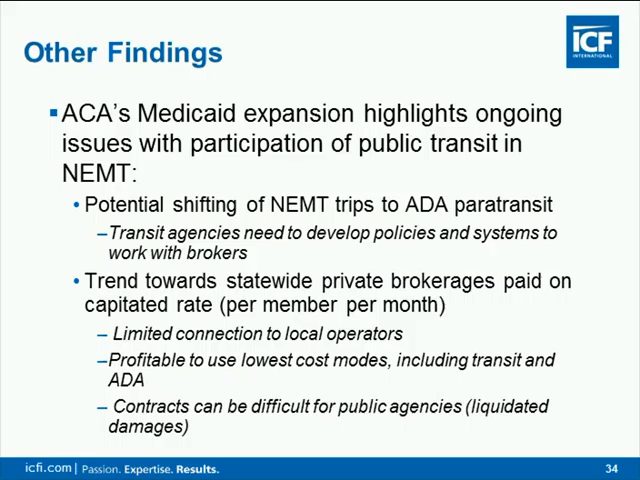 Other Findings
ICF
INTERNATIONAL
▪ACA's Medicaid expansion highlights ongoing
issues with participation of public transit in
NEMT:
• Potential shifting of NEMT trips to ADA paratransit
–Transit agencies need to develop policies and systems to
work with brokers
• Trend towards statewide private brokerages paid on
capitated rate (per member per month)
– Limited connection to local operators
–Profitable to use lowest cost modes, including transit and
ADA
– Contracts can be difficult for public agencies (liquidated
damages)
icfi.com | Passion. Expertise. Results.
34